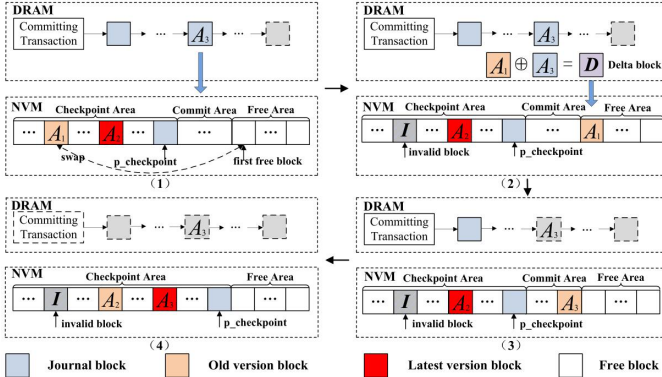 DRAM
Committing
Transaction
... A₃ ...
NVM Checkpoint Area Commit Area Free Area
... A₁ ... A₂ ... ... ...
swap p_checkpoint first free block
(1)
DRAM
Committing
Transaction
... A₃ ...
A₁ ⊕ A₃ = D Delta block
NVM Checkpoint Area Commit Area Free Area
... I ... A₂ ... ... A₁ ...
invalid block p_checkpoint
(2)
DRAM
Committing
Transaction
... A₃ ...
NVM Checkpoint Area Free Area
... I ... A₂ ... A₃ ... ...
invalid block p_checkpoint
(4)
DRAM
Committing
Transaction
... A₃ ...
NVM Checkpoint Area Commit Area Free Area
... I ... A₂ ... ... A₃ ...
invalid block p_checkpoint
(3)
Journal block Old version block Latest version block Free block